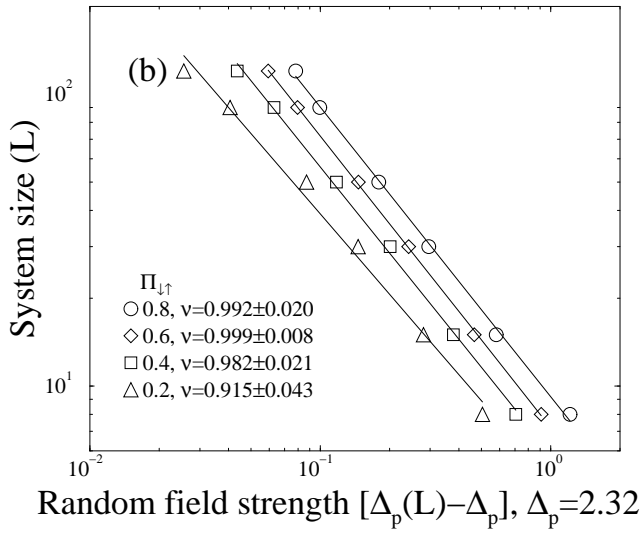 (b)
10²
10¹
System size (L)
Π↓↑
0.8, ν=0.992±0.020
0.6, ν=0.999±0.008
0.4, ν=0.982±0.021
0.2, ν=0.915±0.043
10⁻² 10⁻¹ 10⁰
Random field strength [Δₚ(L)−Δₚ], Δₚ=2.32